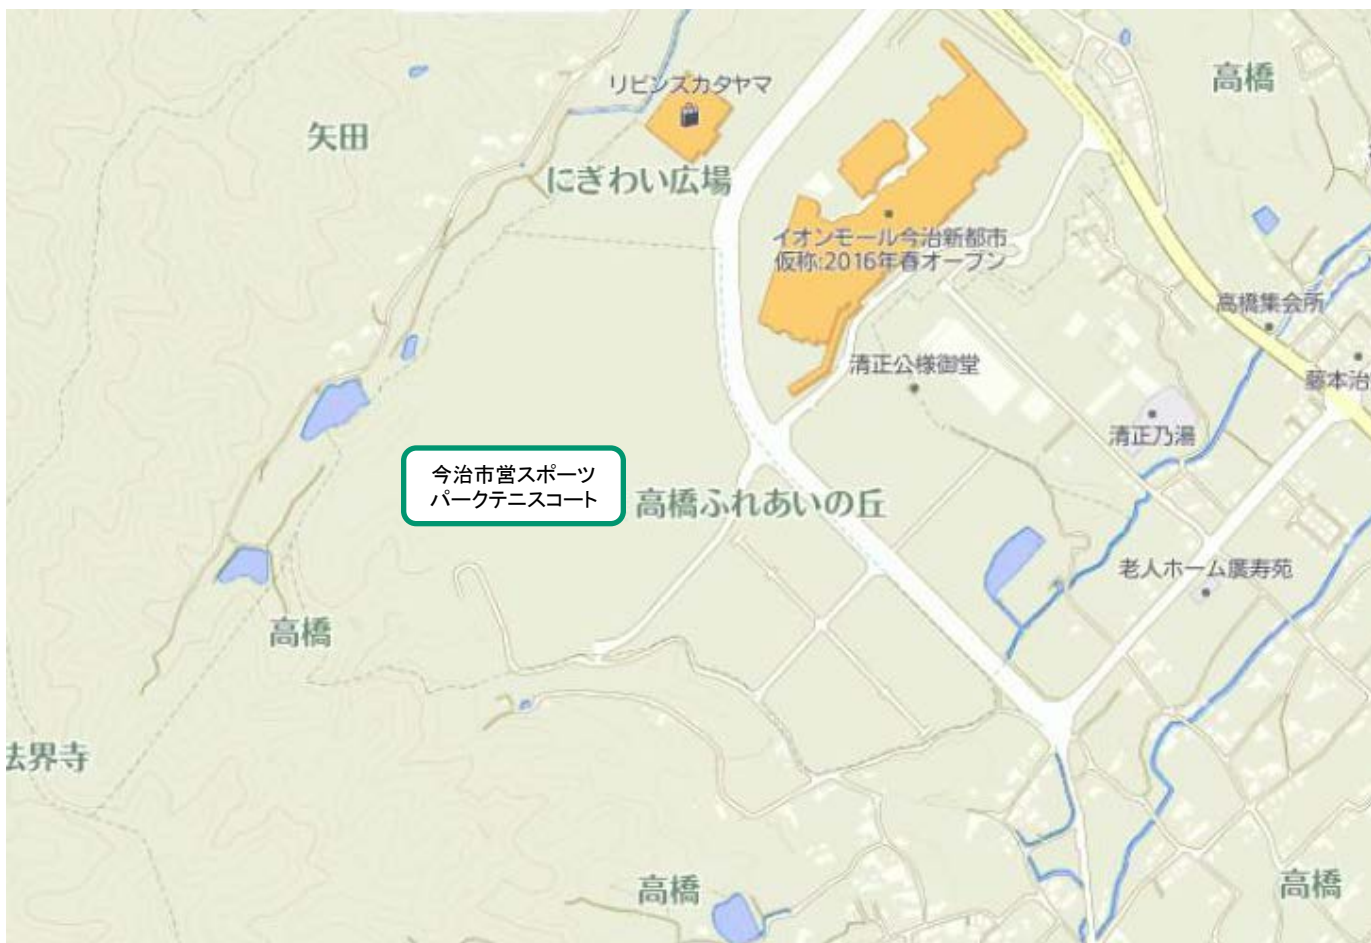 リビンズカタヤマ
高橋
矢田
にぎわい広場
イオンモール今治新都市
仮称:2016年春オープン
高橋集会所
清正公様御堂
藤本治
清正乃湯
今治市営スポーツ
パークテニスコート
高橋ふれあいの丘
老人ホーム廣寿苑
高橋
法界寺
高橋
高橋